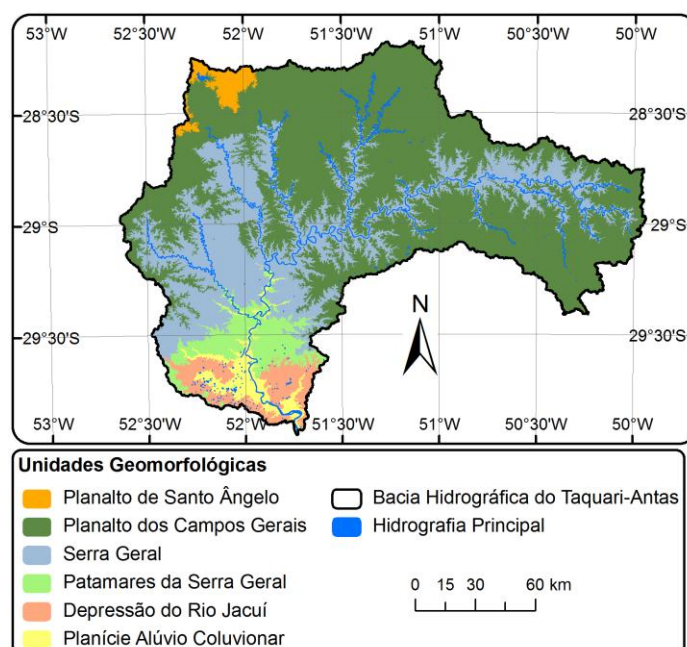 53°W 52°30'W 52°W 51°30'W 51°W 50°30'W 50°W
28°30'S 28°30'S
29°S 29°S
29°30'S 29°30'S
N
53°W 52°30'W 52°W 51°30'W 51°W 50°30'W 50°W
Unidades Geomorfológicas
Planalto de Santo Ângelo
Planalto dos Campos Gerais
Serra Geral
Patamares da Serra Geral
Depressão do Rio Jacuí
Planície Alúvio Coluvionar
Bacia Hidrográfica do Taquari-Antas
Hidrografia Principal
0 15 30 60 km